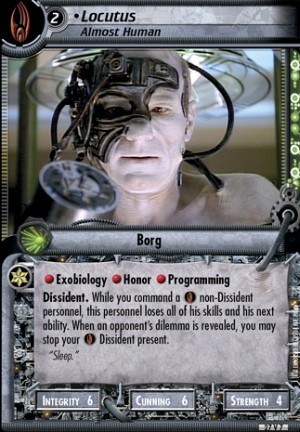 2 • Locutus
Almost Human
Borg
• Exobiology • Honor • Programming
Dissident. While you command a non-Dissident
personnel, this personnel loses all of his skills and his next
ability. When an opponent's dilemma is revealed, you may
stop your Dissident present.
"Sleep."
INTEGRITY 6 CUNNING 6 STRENGTH 4